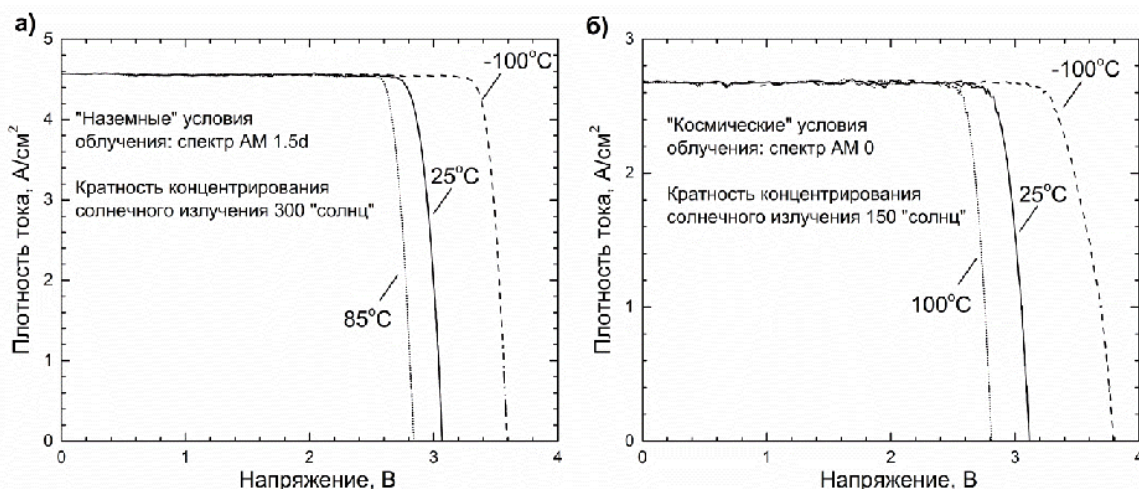 а)
Плотность тока, А/см²
5
4
3
2
1
0
-100°C
"Наземные" условия
облучения: спектр АМ 1.5d
Кратность концентрирования
солнечного излучения 300 "солнц"
25°C
85°C
0 1 2 3 4
Напряжение, В
б)
Плотность тока, А/см²
3
2
1
0
-100°C
"Космические" условия
облучения: спектр АМ 0
Кратность концентрирования
солнечного излучения 150 "солнц"
25°C
100°C
0 1 2 3 4
Напряжение, В